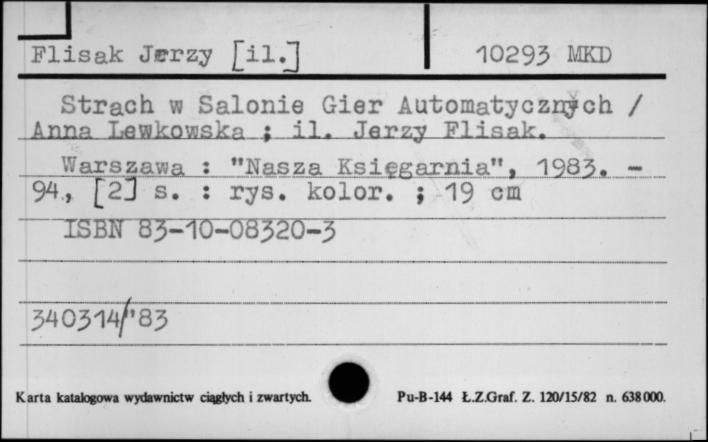 Flisak Jerzy [il.] 10293 MKD
Strach w Salonie Gier Automatycznych /
Anna Lewkowska ; il. Jerzy Flisak.
Warszawa : "Nasza Księgarnia", 1983. -
94, [2] s. : rys. kolor. ; 19 cm
ISBN 83-10-08320-3
340314/"83
Karta katalogowa wydawnictw ciągłych i zwartych. Pu-B-144 Ł.Z.Graf. Z. 120/15/82 n. 638000.